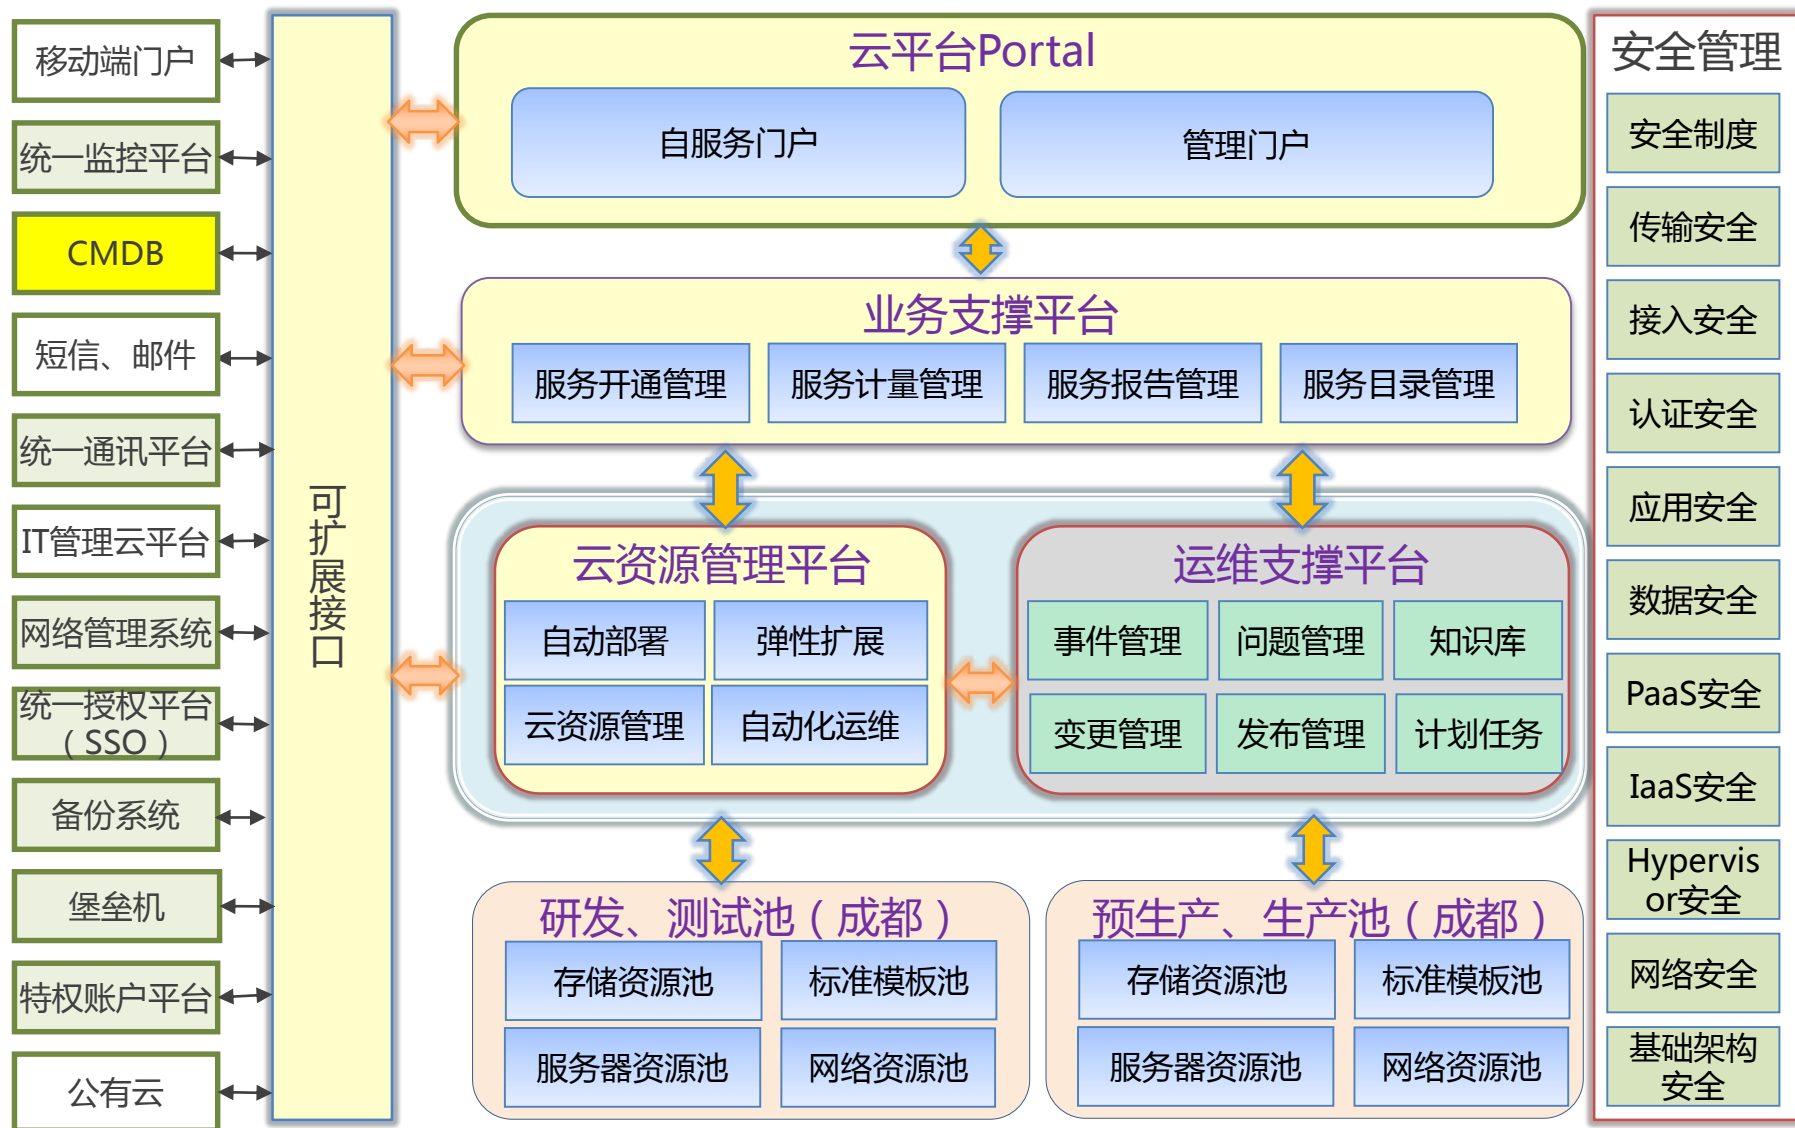 移动端门户
统一监控平台
CMDB
短信、邮件
统一通讯平台
IT管理云平台
网络管理系统
统一授权平台
（SSO）
备份系统
堡垒机
特权账户平台
公有云
可扩展接口
云平台Portal
自服务门户
管理门户
业务支撑平台
服务开通管理
服务计量管理
服务报告管理
服务目录管理
云资源管理平台
自动部署
弹性扩展
云资源管理
自动化运维
运维支撑平台
事件管理
问题管理
知识库
变更管理
发布管理
计划任务
研发、测试池（成都）
存储资源池
标准模板池
服务器资源池
网络资源池
预生产、生产池（成都）
存储资源池
标准模板池
服务器资源池
网络资源池
安全管理
安全制度
传输安全
接入安全
认证安全
应用安全
数据安全
PaaS安全
IaaS安全
Hypervis
or安全
网络安全
基础架构
安全